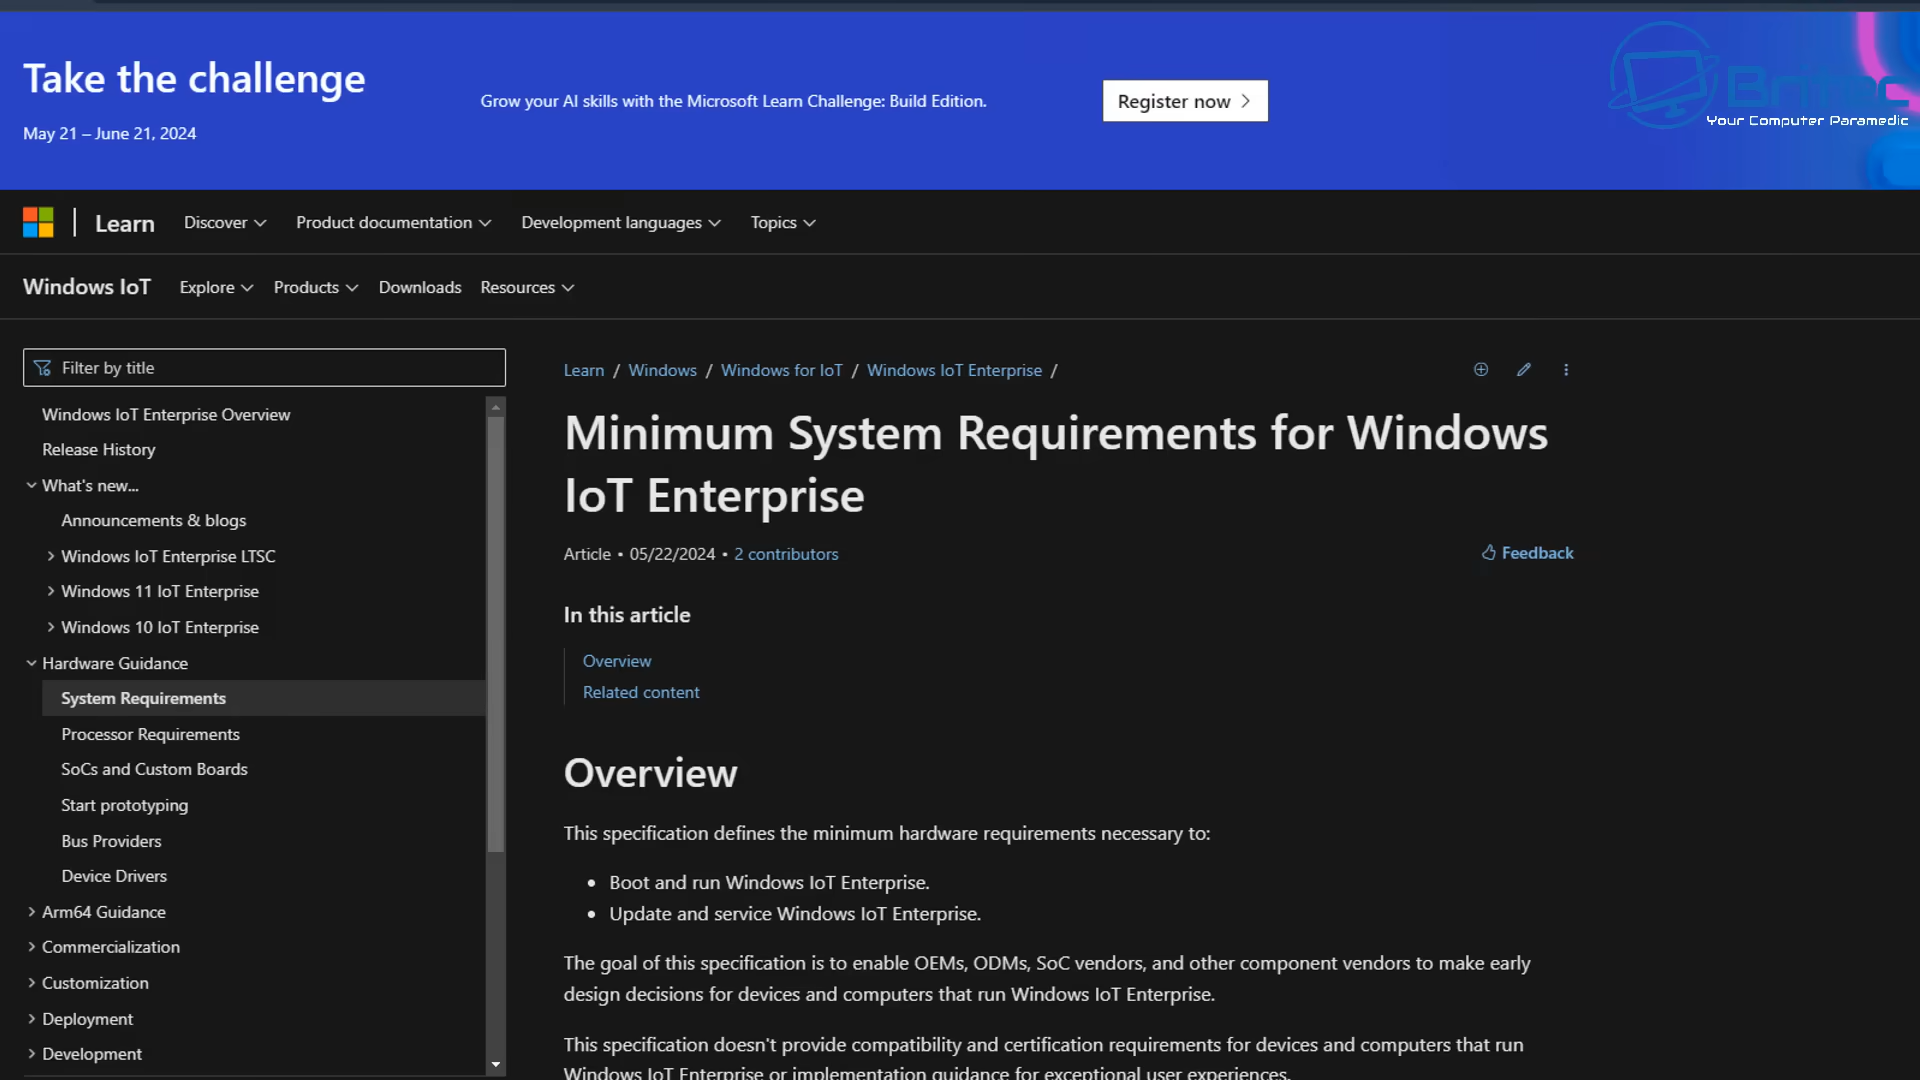 Take the challenge
May 21 – June 21, 2024
Grow your AI skills with the Microsoft Learn Challenge: Build Edition.
Register now
Britec
Your Computer Paramedic
Learn
Discover
Product documentation
Development languages
Topics
Windows IoT
Explore
Products
Downloads
Resources
Filter by title
Windows IoT Enterprise Overview
Release History
What's new...
Announcements & blogs
Windows IoT Enterprise LTSC
Windows 11 IoT Enterprise
Windows 10 IoT Enterprise
Hardware Guidance
System Requirements
Processor Requirements
SoCs and Custom Boards
Start prototyping
Bus Providers
Device Drivers
Arm64 Guidance
Commercialization
Customization
Deployment
Development
Learn / Windows / Windows for IoT / Windows IoT Enterprise /
Minimum System Requirements for Windows
IoT Enterprise
Article • 05/22/2024 • 2 contributors
Feedback
In this article
Overview
Related content
Overview
This specification defines the minimum hardware requirements necessary to:
• Boot and run Windows IoT Enterprise.
• Update and service Windows IoT Enterprise.
The goal of this specification is to enable OEMs, ODMs, SoC vendors, and other component vendors to make early
design decisions for devices and computers that run Windows IoT Enterprise.
This specification doesn't provide compatibility and certification requirements for devices and computers that run
Windows IoT Enterprise or implementation guidance for exceptional user experiences.